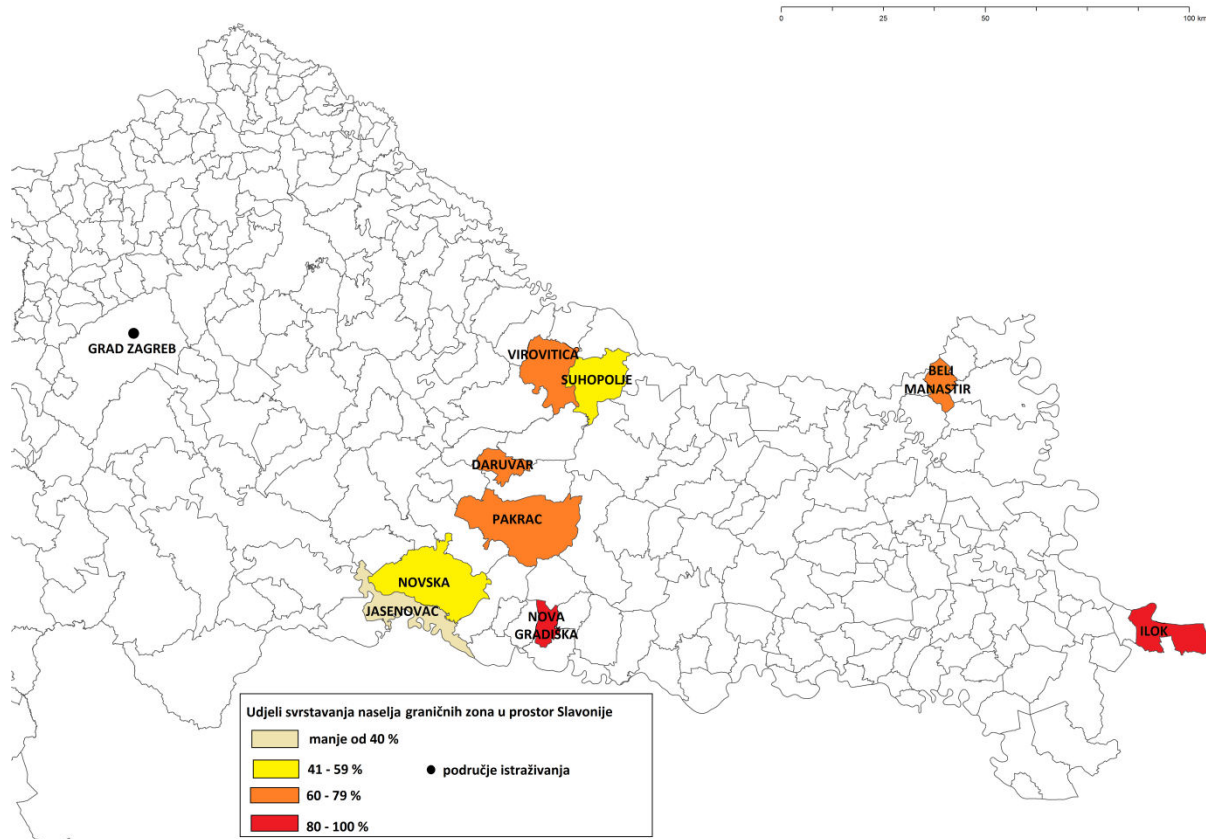 0 25 50 100 km
GRAD ZAGREB
VIROVITICA
SUHOPOLJE
BELI
MANASTIR
DARUVAR
PAKRAC
NOVSKA
JASENOVAC
NOVA
GRADIŠKA
ILOK
Udjeli svrstavanja naselja graničnih zona u prostor Slavonije
manje od 40 %
41 - 59 %
područje istraživanja
60 - 79 %
80 - 100 %